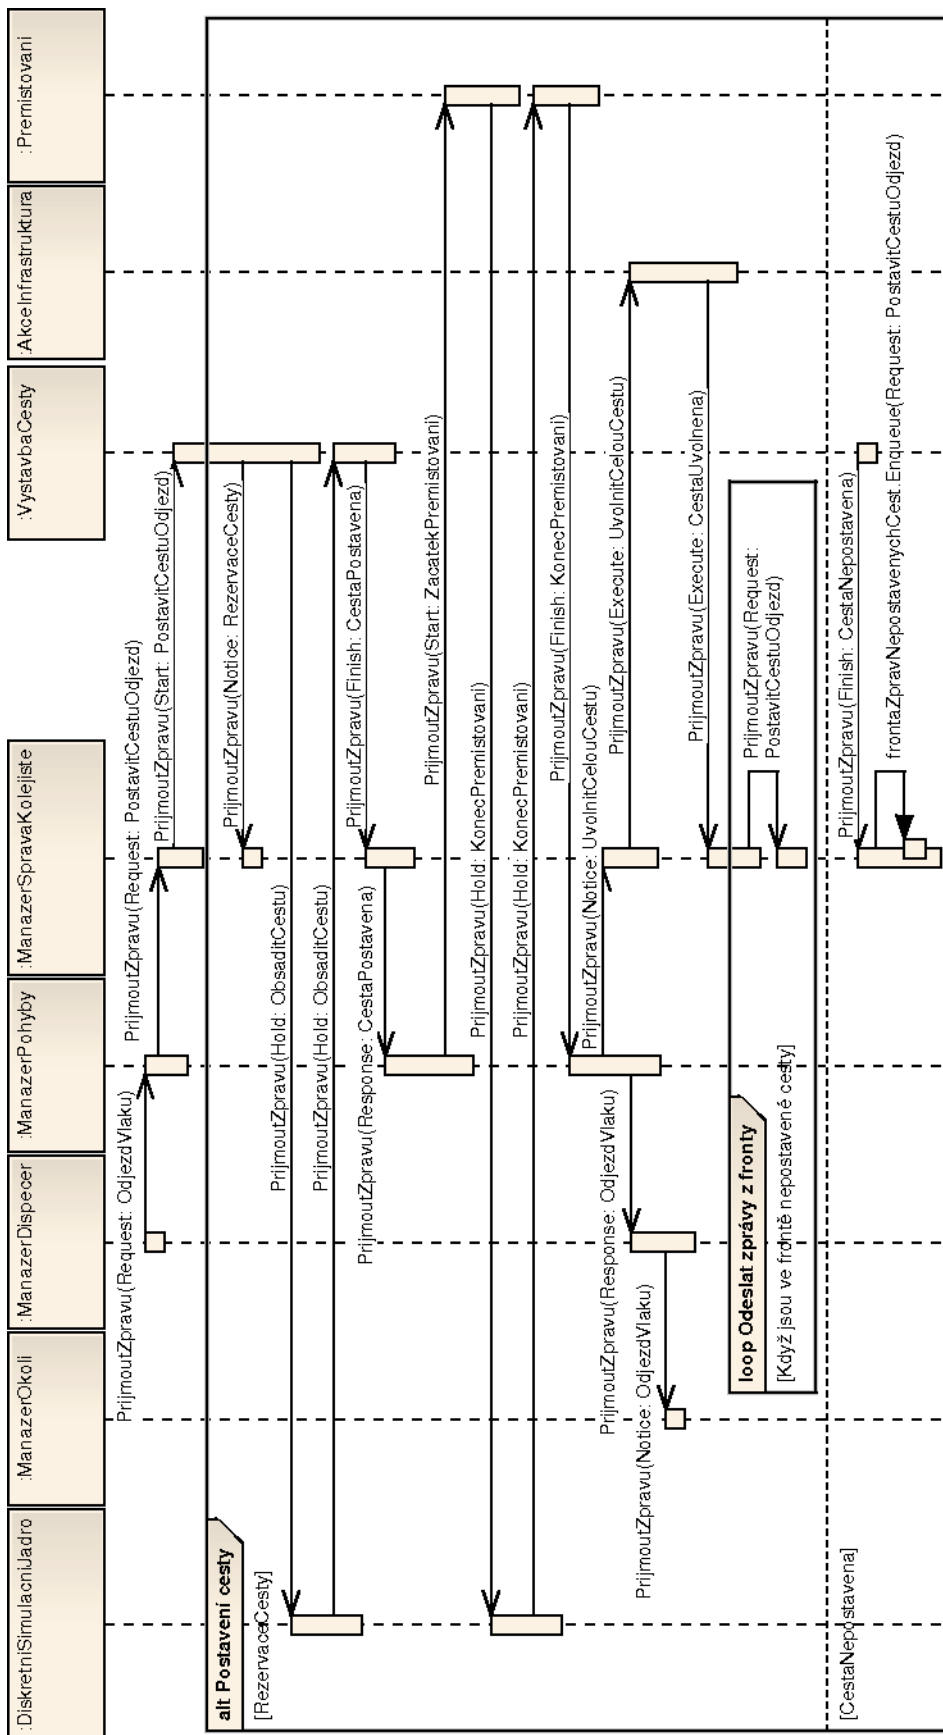 :DiskretniSimulacniJadro
:ManazerOkoli
:ManazerDispecer
:ManazerPohyby
:ManazerSpravaKolejiste
:VystavbaCesty
:AkceInfrastruktura
:Premistovani
PrijmoutZpravu(Request: OdjezdVlaku)
PrijmoutZpravu(Request: PostavitCestuOdjezd)
PrijmoutZpravu(Start: PostavitCestuOdjezd)
alt Postavení cesty
[RezervaceCesty]
PrijmoutZpravu(Notice: RezervaceCesty)
PrijmoutZpravu(Hold: ObsaditCestu)
PrijmoutZpravu(Hold: ObsaditCestu)
PrijmoutZpravu(Finish: CestaPostavena)
PrijmoutZpravu(Response: CestaPostavena)
PrijmoutZpravu(Start: ZacatekPremistovani)
PrijmoutZpravu(Hold: KonecPremistovani)
PrijmoutZpravu(Hold: KonecPremistovani)
PrijmoutZpravu(Finish: KonecPremistovani)
PrijmoutZpravu(Notice: UvolnitCelouCestu)
PrijmoutZpravu(Response: OdjezdVlaku)
PrijmoutZpravu(Execute: UvolnitCelouCestu)
PrijmoutZpravu(Notice: OdjezdVlaku)
PrijmoutZpravu(Execute: CestaUvolnena)
loop Odeslat zprávy z fronty
[Když jsou ve frontě nepostavené cesty]
PrijmoutZpravu(Request:
PostavitCestuOdjezd)
[CestaNepostavena]
PrijmoutZpravu(Finish: CestaNepostavena)
frontaZpravNepostavenychCest.Enqueue(Request: PostavitCestuOdjezd)